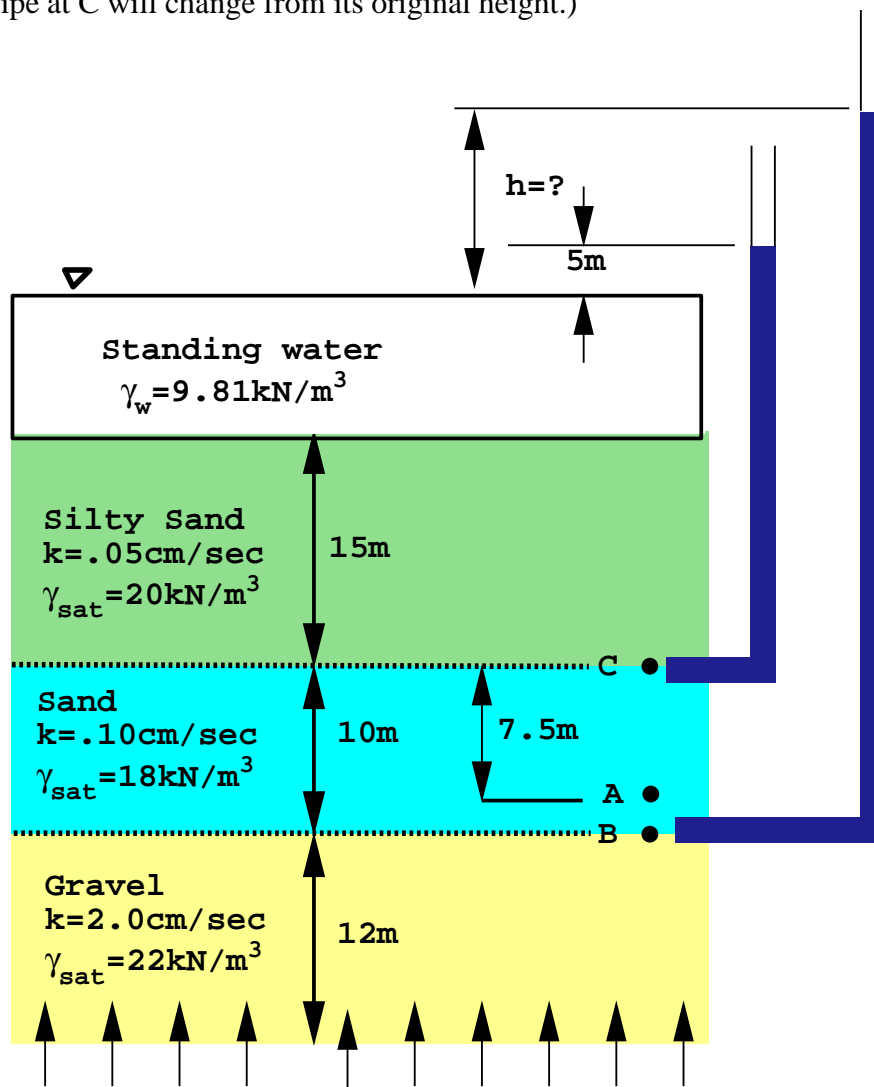 ipe at C will change from its original height.)
h=?
5m
Standing water
γw=9.81kN/m³
Silty Sand
k=.05cm/sec
γsat=20kN/m³
15m
C
Sand
k=.10cm/sec
γsat=18kN/m³
10m
7.5m
A
B
Gravel
k=2.0cm/sec
γsat=22kN/m³
12m